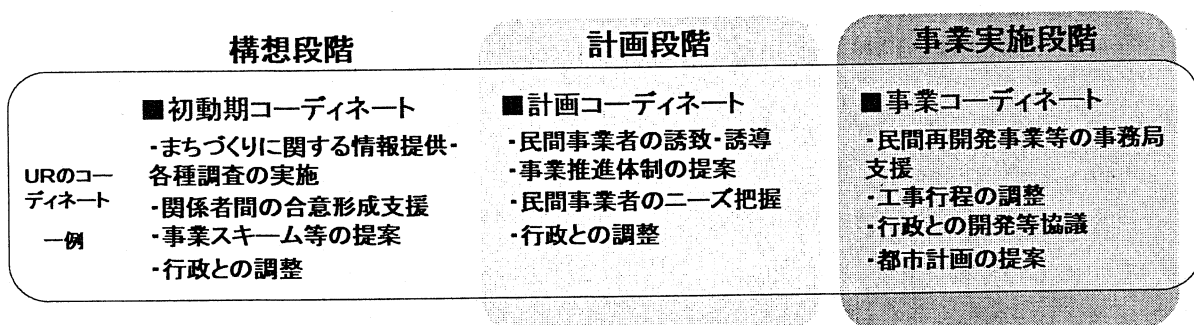 構想段階
計画段階
事業実施段階
URのコー
ディネート
一例
■初動期コーディネート
・まちづくりに関する情報提供・
各種調査の実施
・関係者間の合意形成支援
・事業スキーム等の提案
・行政との調整
■計画コーディネート
・民間事業者の誘致・誘導
・事業推進体制の提案
・民間事業者のニーズ把握
・行政との調整
■事業コーディネート
・民間再開発事業等の事務局
支援
・工事行程の調整
・行政との開発等協議
・都市計画の提案